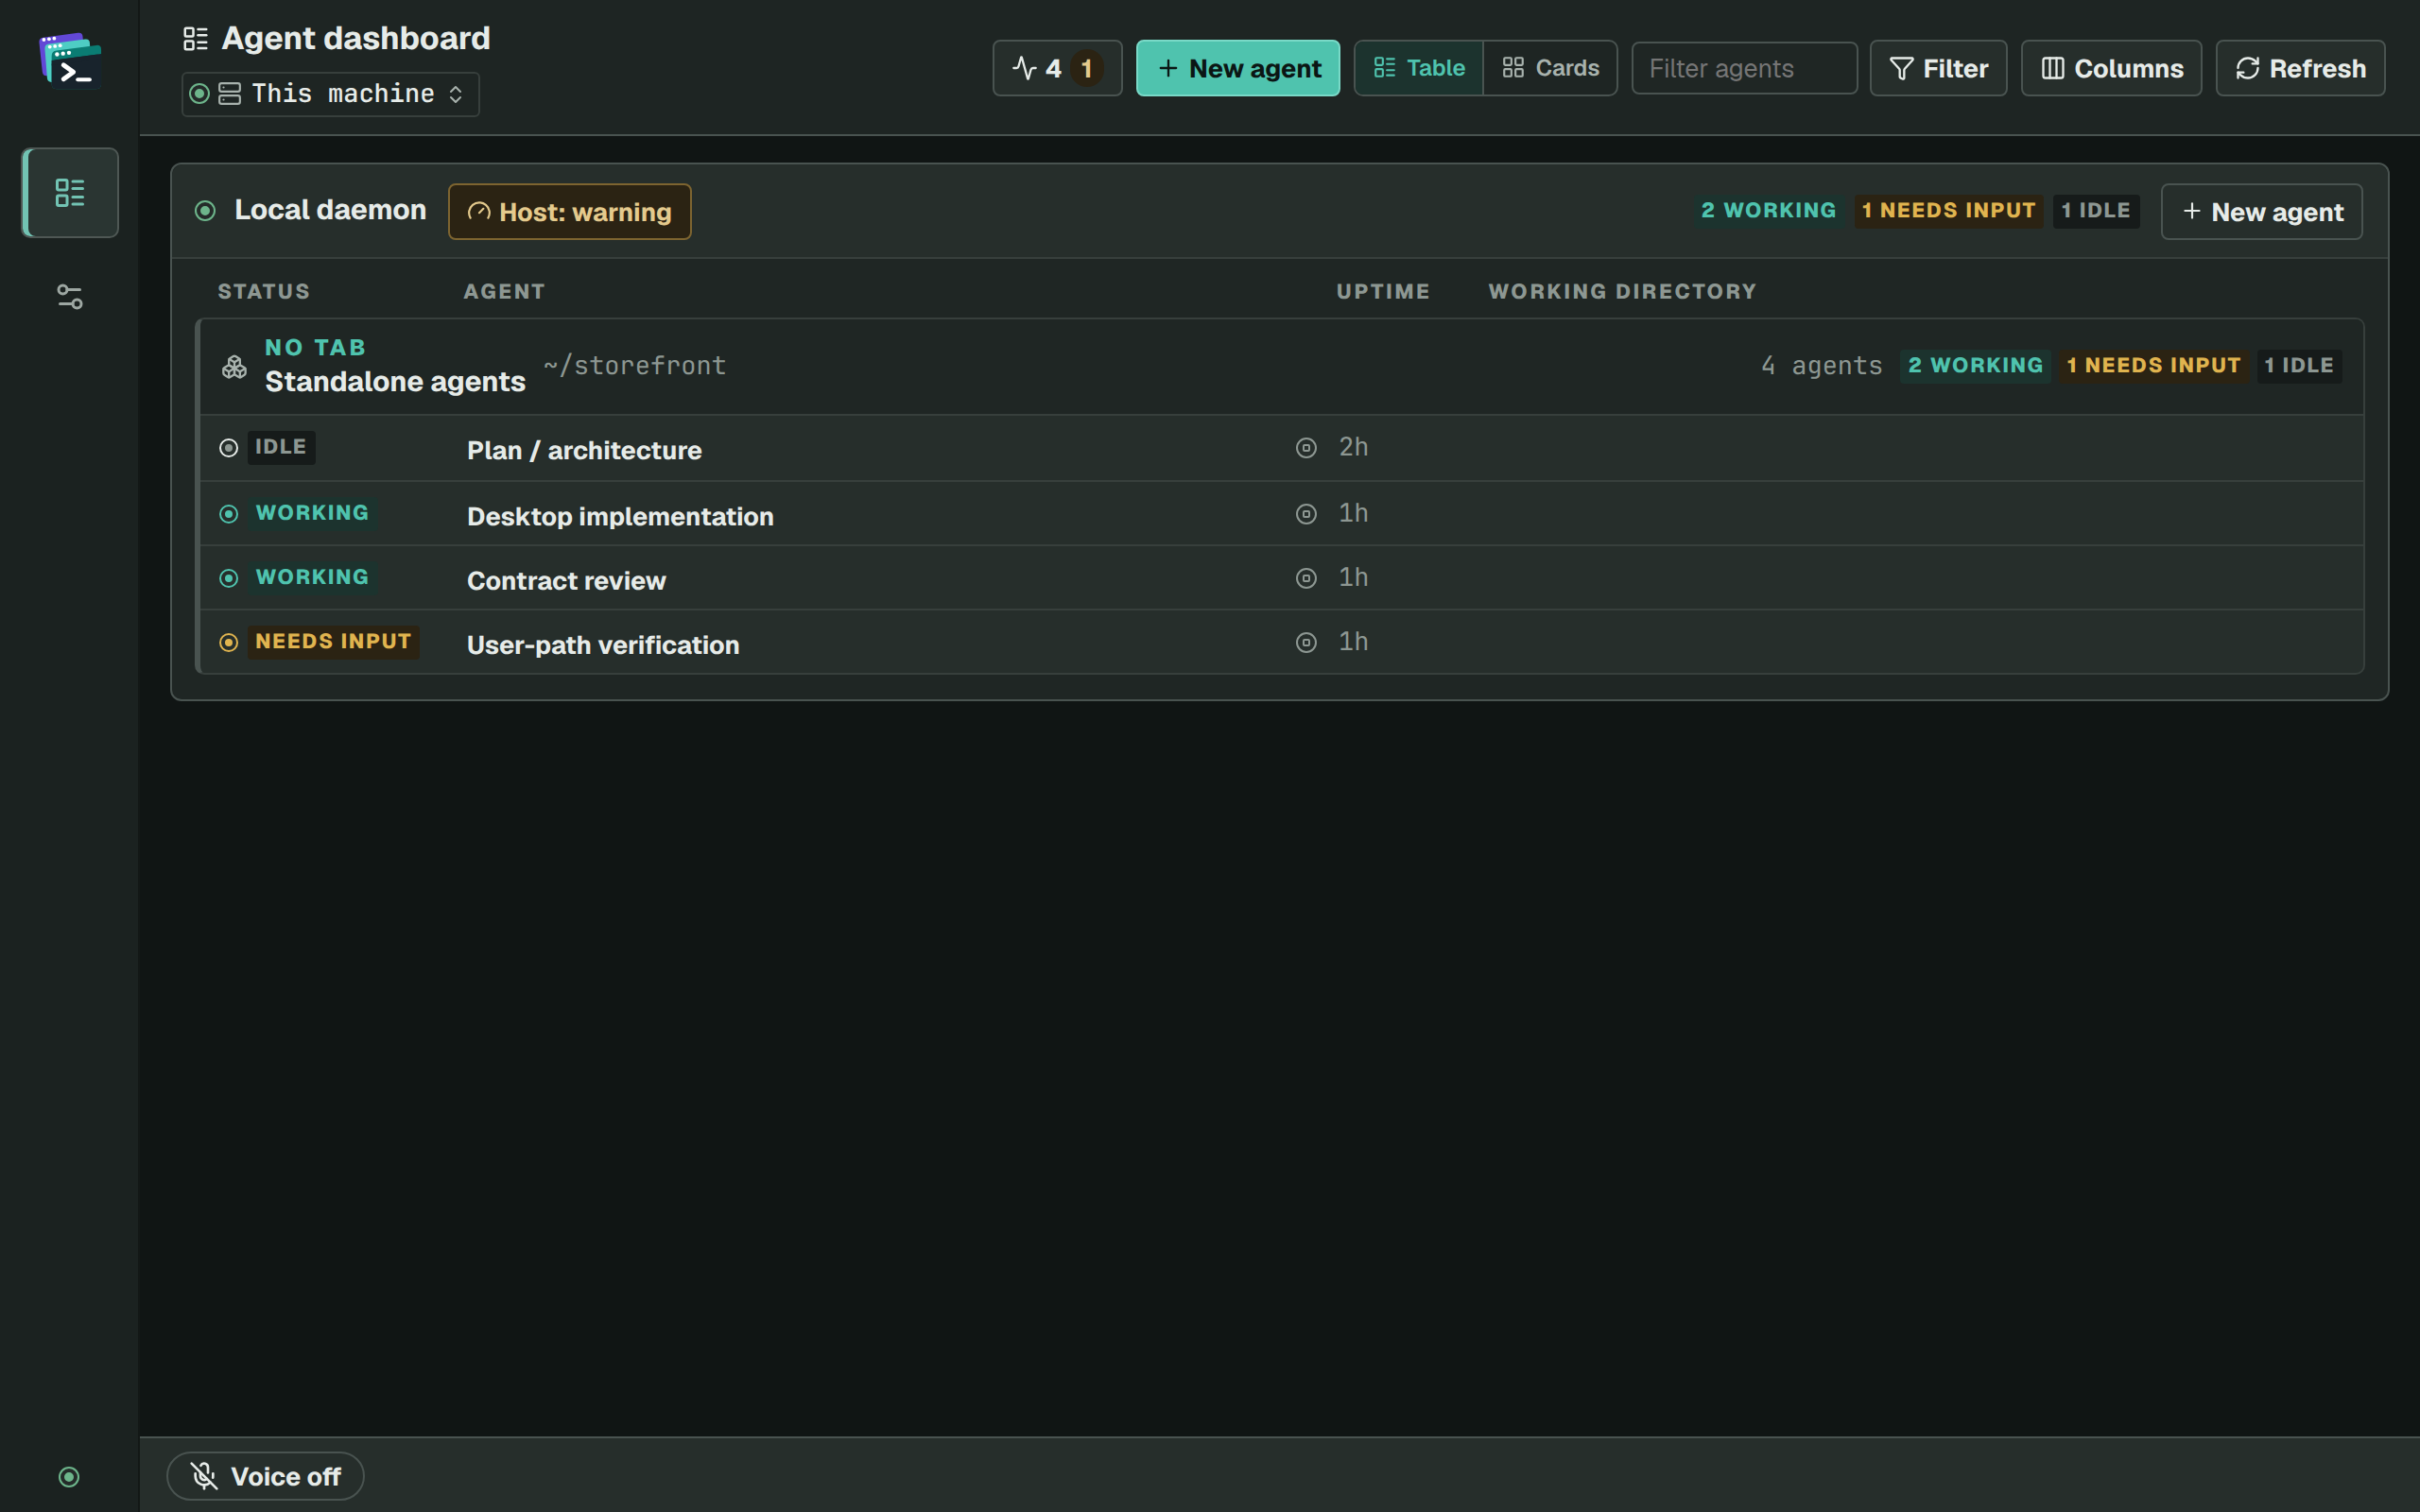 Agent dashboard
This machine
4 1
New agent
Table
Cards
Filter agents
Filter
Columns
Refresh
Local daemon
Host: warning
2 WORKING
1 NEEDS INPUT
1 IDLE
New agent
STATUS
AGENT
UPTIME
WORKING DIRECTORY
NO TAB
Standalone agents
~/storefront
4 agents
2 WORKING
1 NEEDS INPUT
1 IDLE
IDLE
Plan / architecture
2h
WORKING
Desktop implementation
1h
WORKING
Contract review
1h
NEEDS INPUT
User-path verification
1h
Voice off